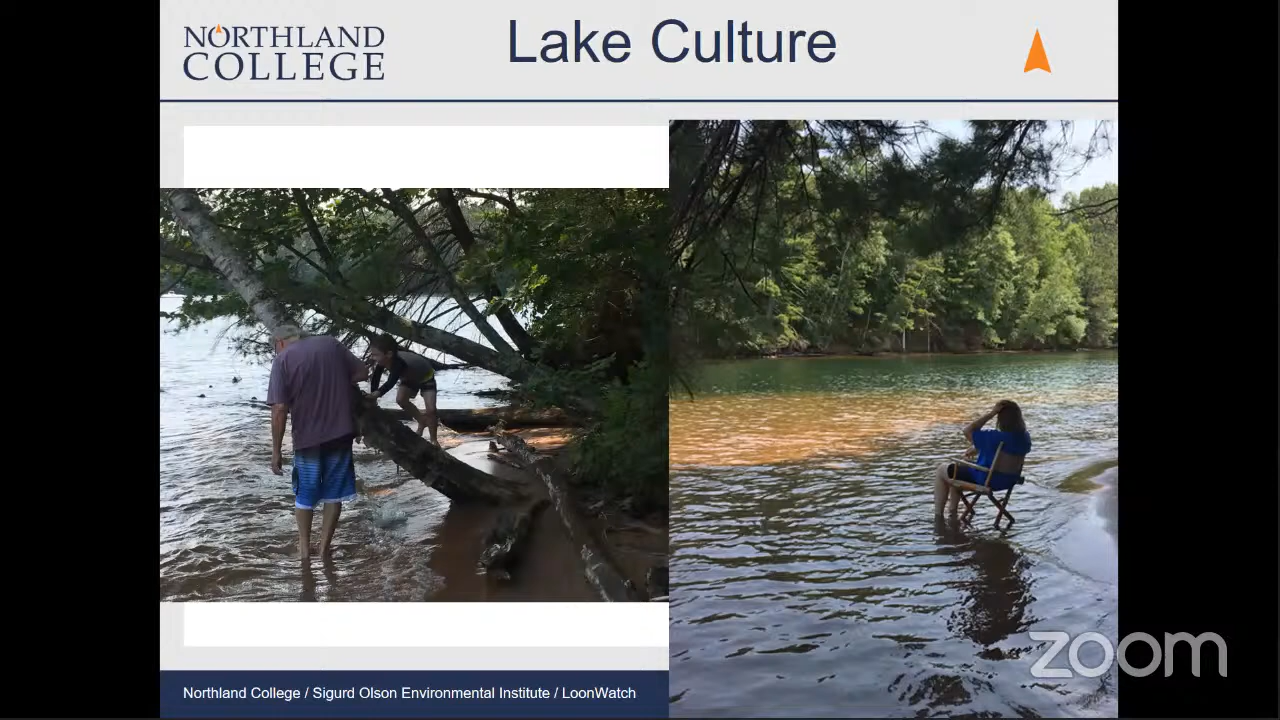 NORTHLAND
COLLEGE
Lake Culture
Northland College / Sigurd Olson Environmental Institute / LoonWatch
zoom